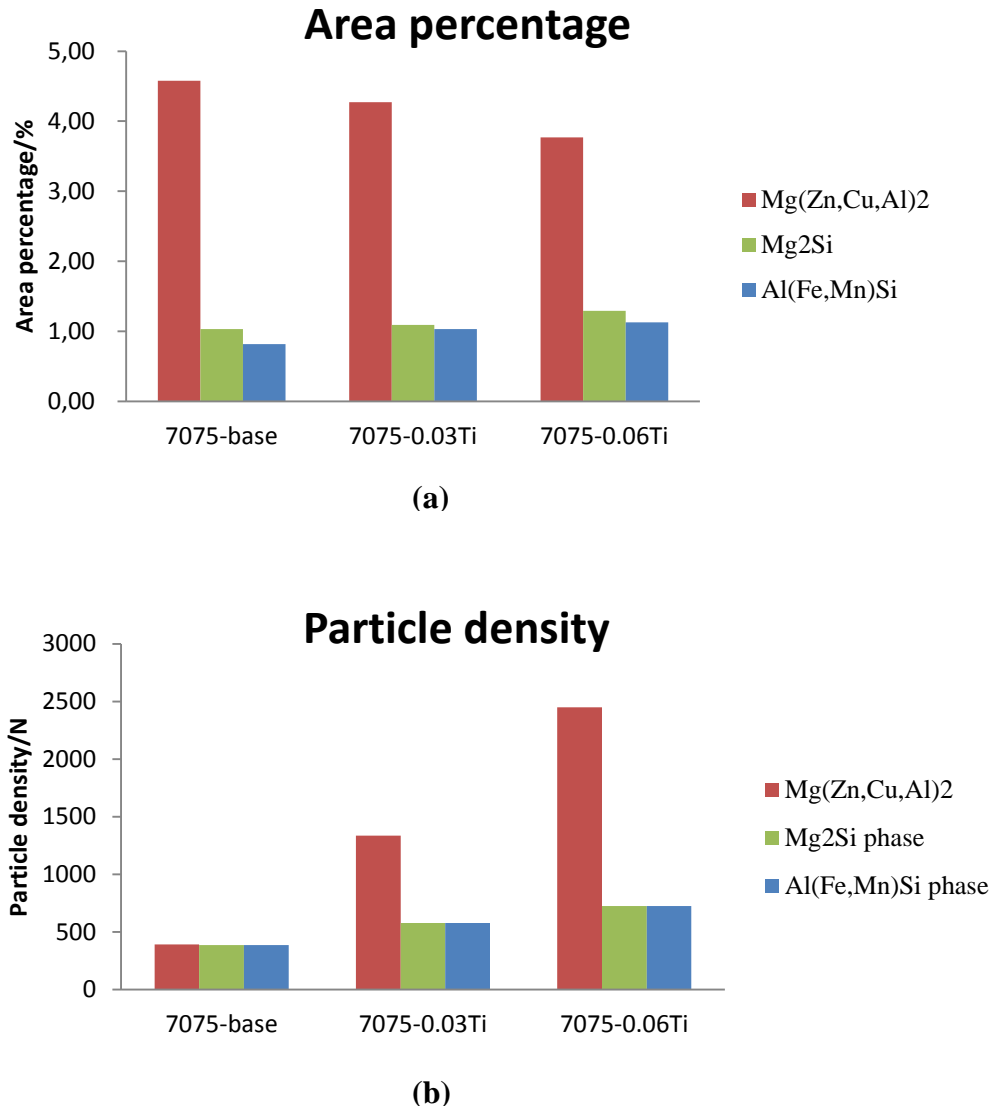 Area percentage
5,00
4,00
3,00
2,00
1,00
0,00
Area percentage/%
7075-base 7075-0.03Ti 7075-0.06Ti
Mg(Zn,Cu,Al)2
Mg2Si
Al(Fe,Mn)Si
(a)
Particle density
3000
2500
2000
1500
1000
500
0
Particle density/N
7075-base 7075-0.03Ti 7075-0.06Ti
Mg(Zn,Cu,Al)2
Mg2Si phase
Al(Fe,Mn)Si phase
(b)